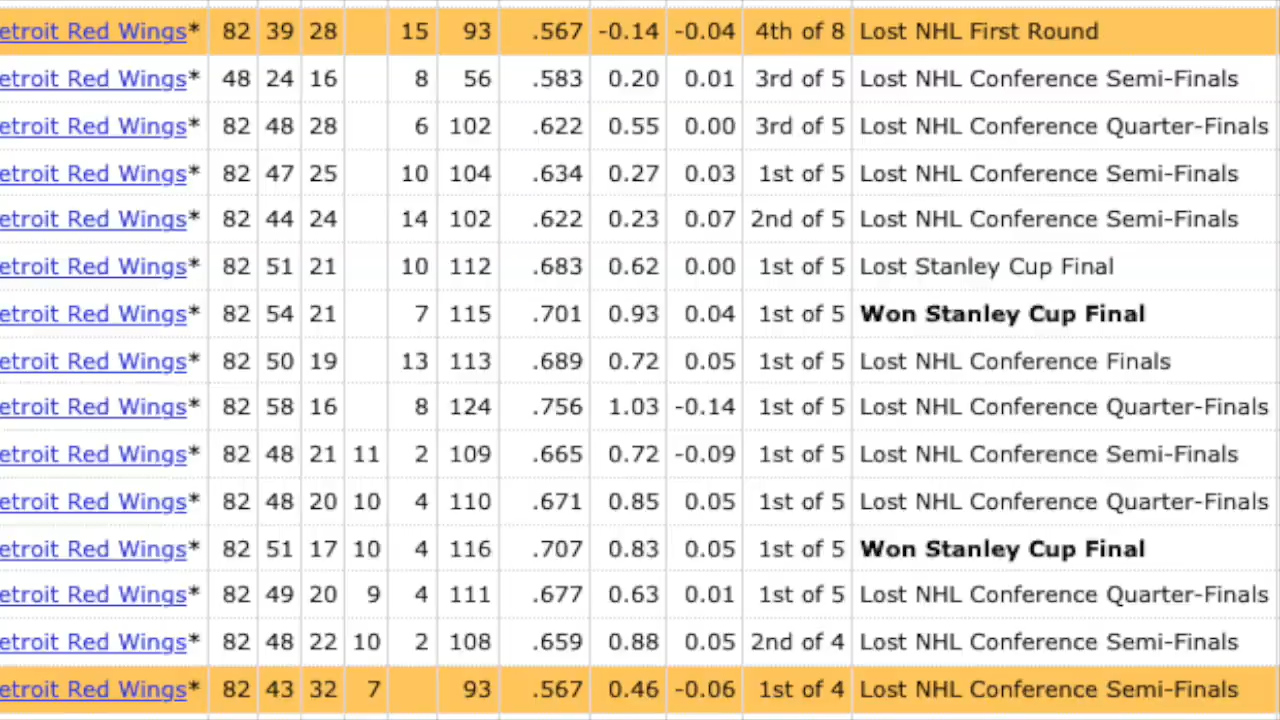 etroit Red Wings* 82 39 28 15 93 .567 -0.14 -0.04 4th of 8 Lost NHL First Round
etroit Red Wings* 48 24 16 8 56 .583 0.20 0.01 3rd of 5 Lost NHL Conference Semi-Finals
etroit Red Wings* 82 48 28 6 102 .622 0.55 0.00 3rd of 5 Lost NHL Conference Quarter-Finals
etroit Red Wings* 82 47 25 10 104 .634 0.27 0.03 1st of 5 Lost NHL Conference Semi-Finals
etroit Red Wings* 82 44 24 14 102 .622 0.23 0.07 2nd of 5 Lost NHL Conference Semi-Finals
etroit Red Wings* 82 51 21 10 112 .683 0.62 0.00 1st of 5 Lost Stanley Cup Final
etroit Red Wings* 82 54 21 7 115 .701 0.93 0.04 1st of 5 Won Stanley Cup Final
etroit Red Wings* 82 50 19 13 113 .689 0.72 0.05 1st of 5 Lost NHL Conference Finals
etroit Red Wings* 82 58 16 8 124 .756 1.03 -0.14 1st of 5 Lost NHL Conference Quarter-Finals
etroit Red Wings* 82 48 21 11 2 109 .665 0.72 -0.09 1st of 5 Lost NHL Conference Semi-Finals
etroit Red Wings* 82 48 20 10 4 110 .671 0.85 0.05 1st of 5 Lost NHL Conference Quarter-Finals
etroit Red Wings* 82 51 17 10 4 116 .707 0.83 0.05 1st of 5 Won Stanley Cup Final
etroit Red Wings* 82 49 20 9 4 111 .677 0.63 0.01 1st of 5 Lost NHL Conference Quarter-Finals
etroit Red Wings* 82 48 22 10 2 108 .659 0.88 0.05 2nd of 4 Lost NHL Conference Semi-Finals
etroit Red Wings* 82 43 32 7 93 .567 0.46 -0.06 1st of 4 Lost NHL Conference Semi-Finals